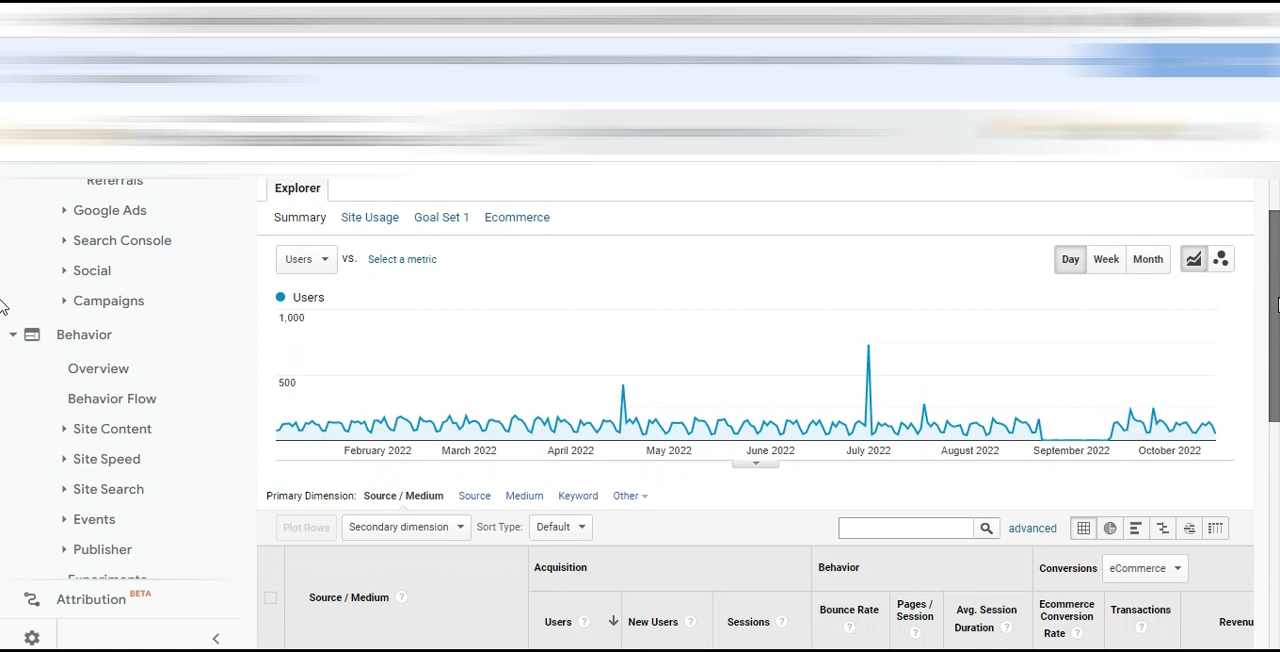 Referrals
Google Ads
Search Console
Social
Campaigns
Behavior
Overview
Behavior Flow
Site Content
Site Speed
Site Search
Events
Publisher
Experiments
Attribution BETA
Explorer
Summary Site Usage Goal Set 1 Ecommerce
Users VS. Select a metric Day Week Month
Users
1,000
500
February 2022 March 2022 April 2022 May 2022 June 2022 July 2022 August 2022 September 2022 October 2022
Primary Dimension: Source / Medium Source Medium Keyword Other
Plot Rows Secondary dimension Sort Type: Default advanced
Acquisition Behavior Conversions eCommerce
Source / Medium ?
Users ? New Users ? Sessions ? Bounce Rate ? Pages / Session ? Avg. Session Duration ? Ecommerce Conversion Rate ? Transactions ? Revenu